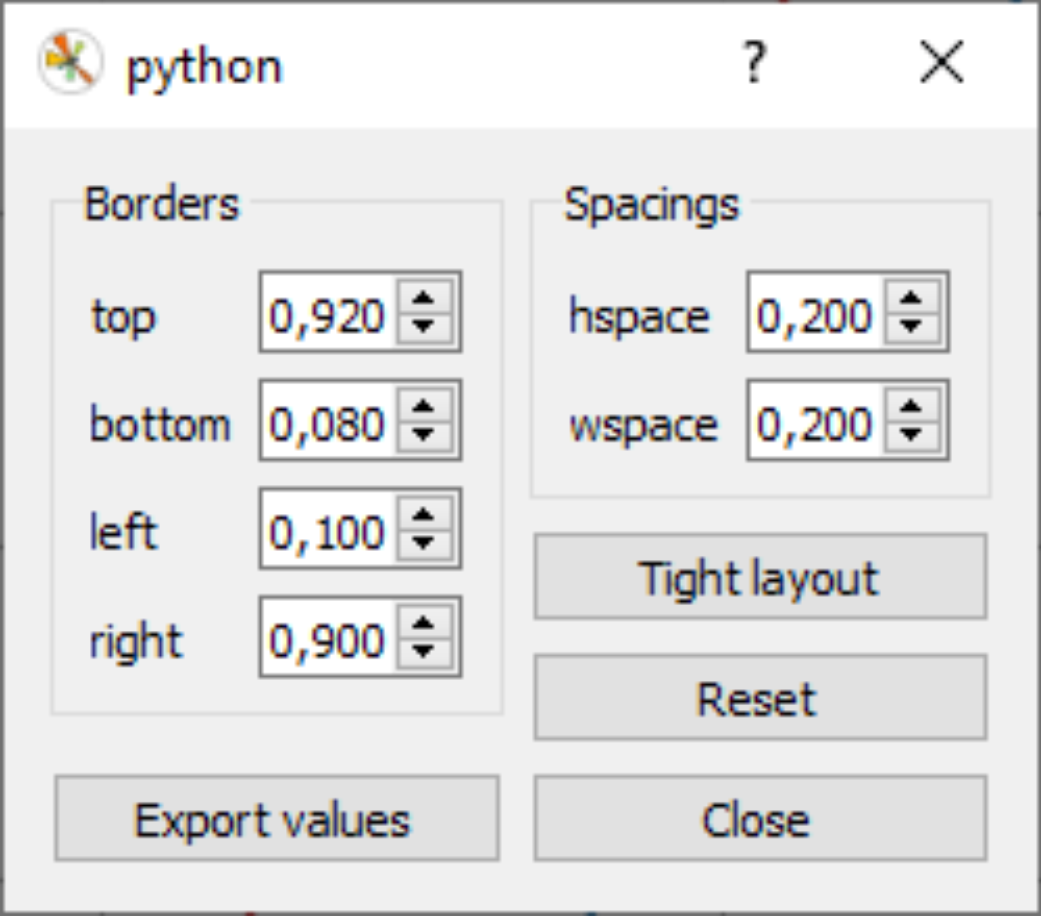 python ?
Borders
top 0,920
bottom 0,080
left 0,100
right 0,900
Export values
Spacings
hspace 0,200
wspace 0,200
Tight layout
Reset
Close